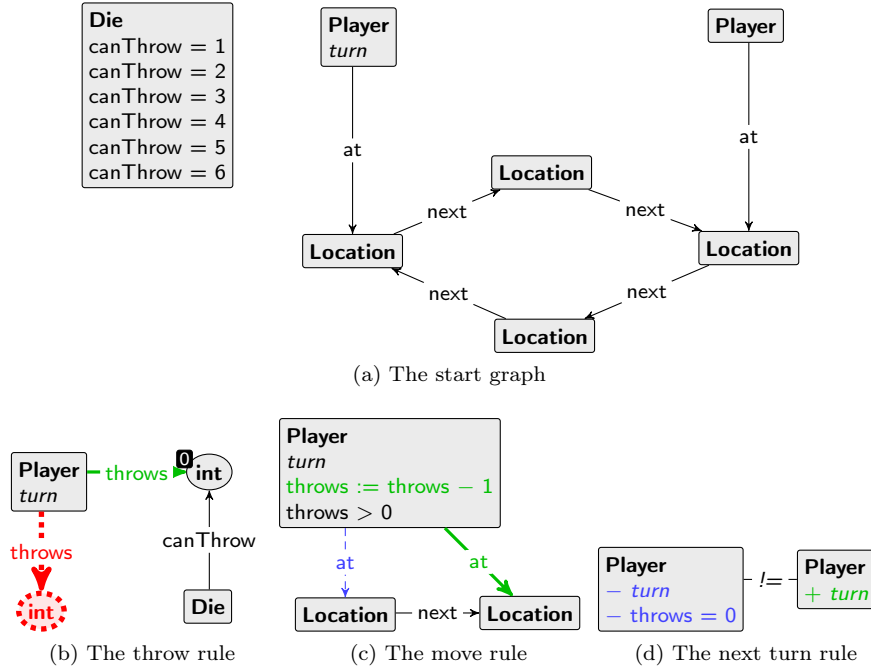 Die
canThrow = 1
canThrow = 2
canThrow = 3
canThrow = 4
canThrow = 5
canThrow = 6
Player
turn
Player
at
at
Location
next
next
Location
Location
next
next
Location
(a) The start graph
Player
turn
throws
0
int
throws
canThrow
int
Die
(b) The throw rule
Player
turn
throws := throws − 1
throws > 0
at
at
Location
next
Location
(c) The move rule
Player
− turn
− throws = 0
!=
Player
+ turn
(d) The next turn rule